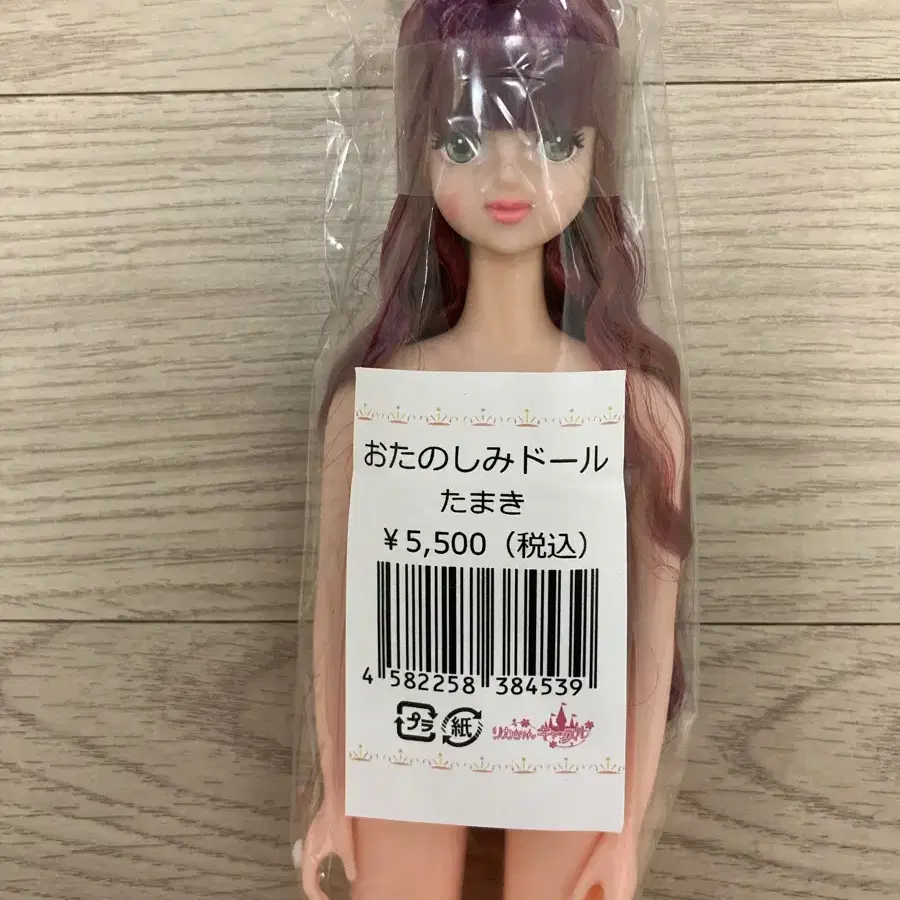 おたのしみドール
たまき
¥5,500（税込）
4 582258 384539
プラ 紙 リカちゃんキャッスル